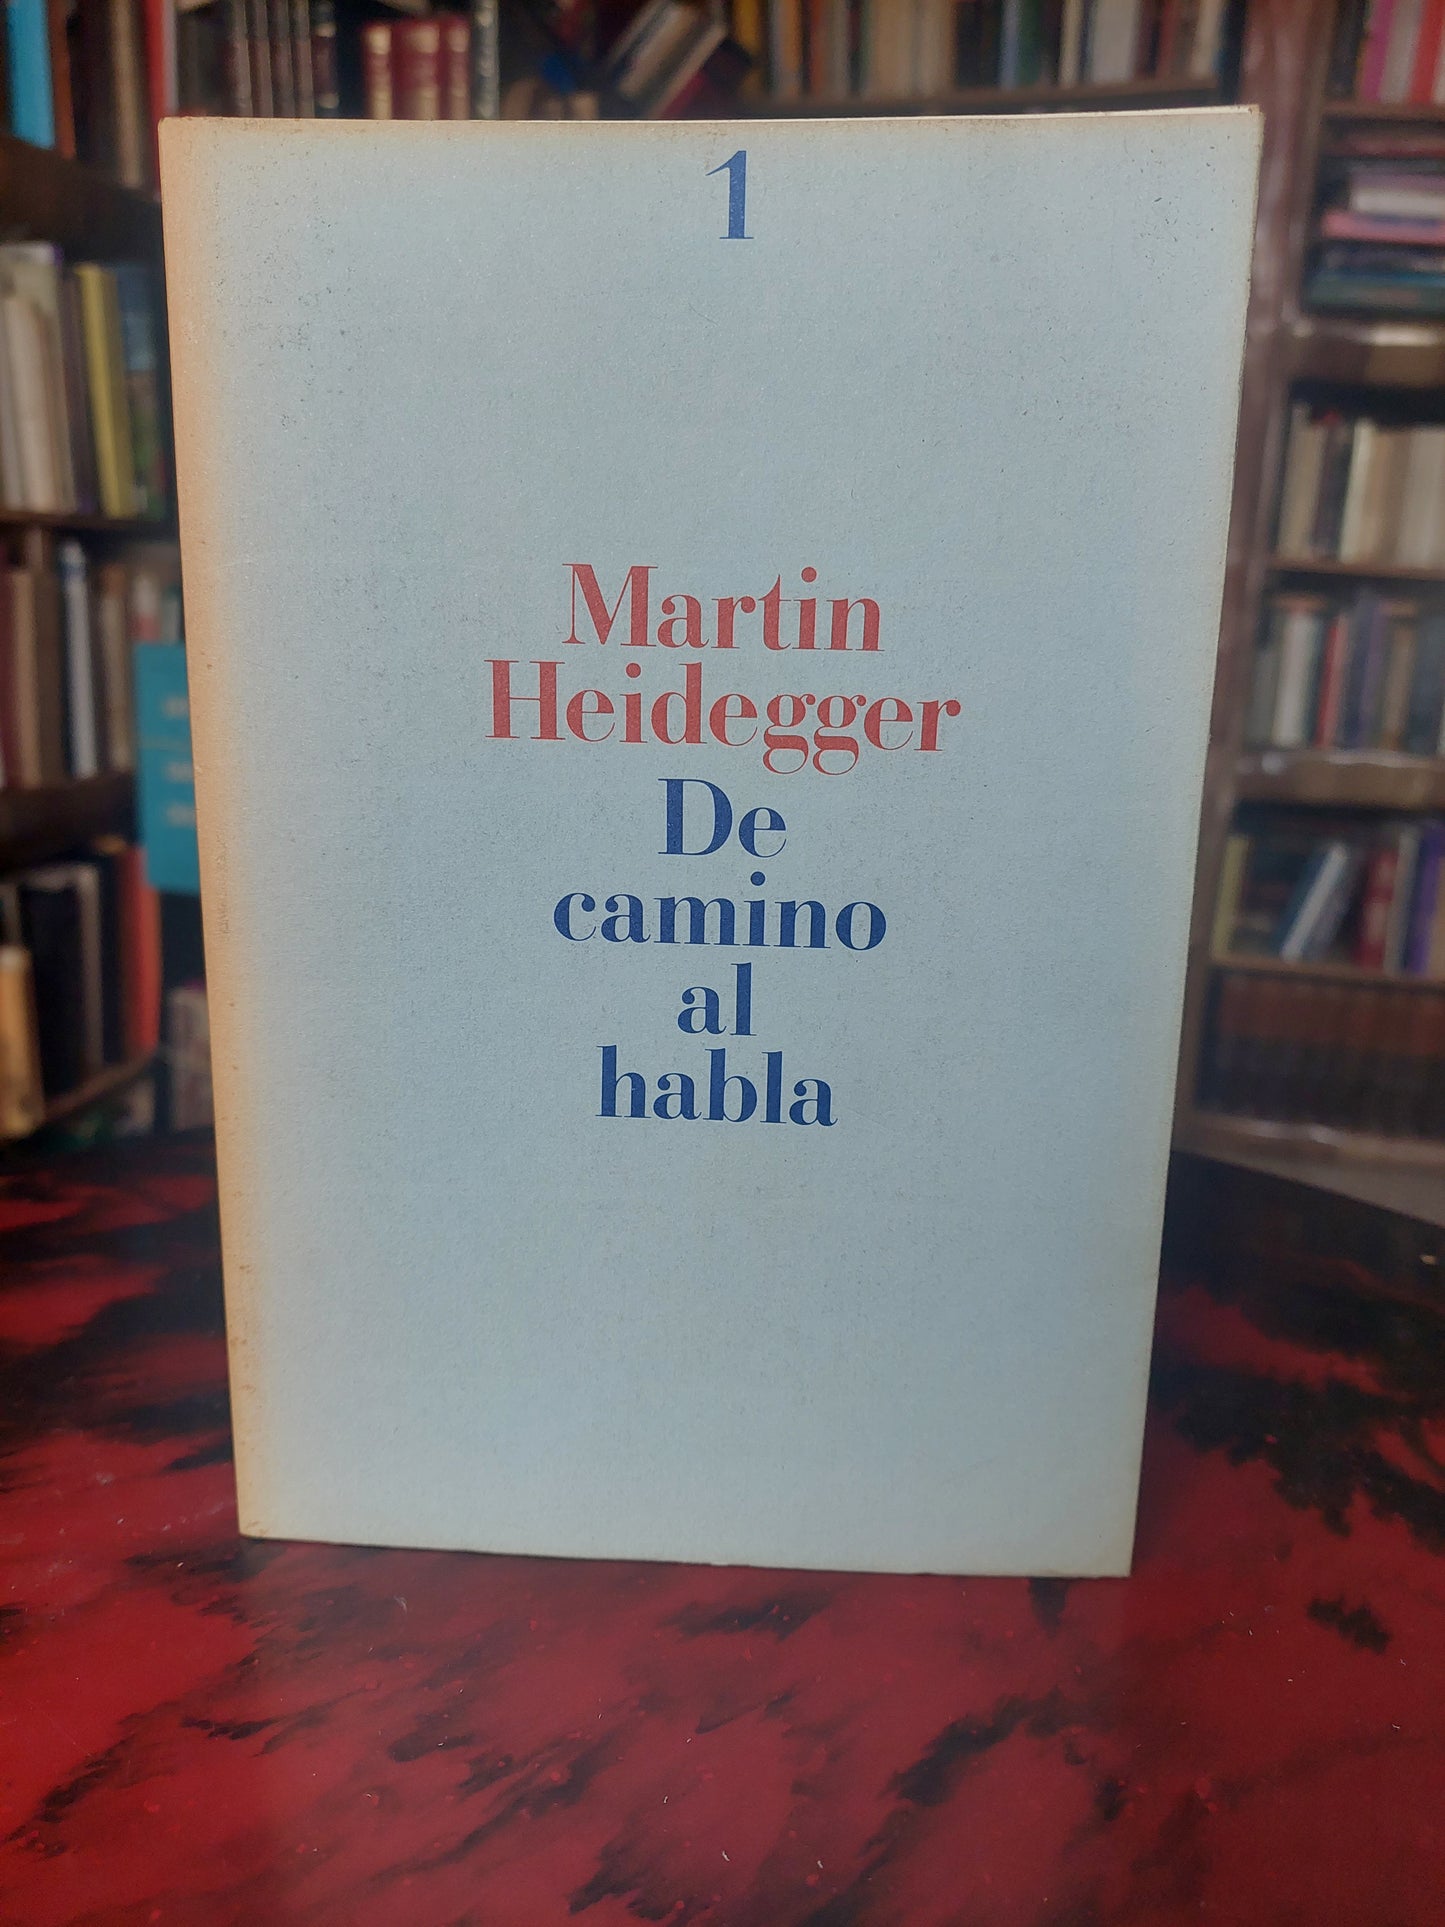 1
Martin
Heidegger
De
camino
al
habla